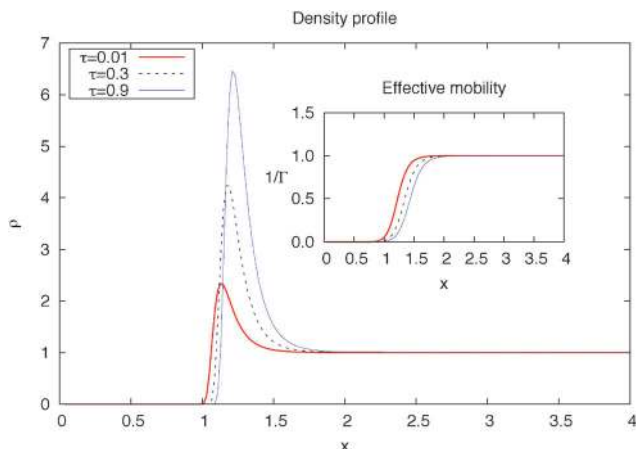 Density profile
7
τ=0.01
τ=0.3
τ=0.9
6
5
4
3
2
1
0
ρ
0 0.5 1 1.5 2 2.5 3 3.5 4
x
Effective mobility
1.5
1.0
0.5
0.0
1/Γ
0 0.5 1.0 1.5 2 2.5 3 3.5 4
x